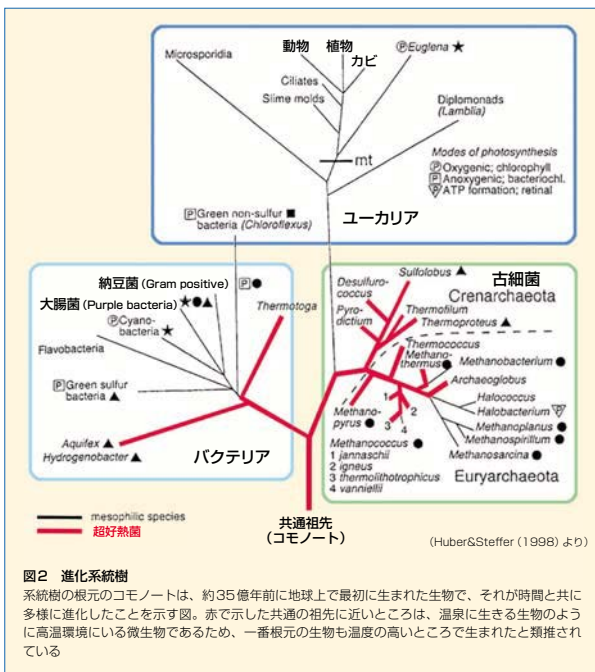 動物 植物
カビ
Microsporidia
ⓅEuglena ★
Ciliates
Slime molds
Diplomonads
(Lamblia)
mt
Modes of photosynthesis
Ⓟ Oxygenic; chlorophyll
🄿 Anoxygenic; bacteriochl.
P ATP formation; retinal
🄿 Green non-sulfur ■
bacteria (Chloroflexus)
ユーカリア
納豆菌 (Gram positive) 🄿●
大腸菌 (Purple bacteria) ★●▲
ⓅCyano-
bacteria ★
Thermotoga
Flavobacteria
🄿 Green sulfur
bacteria ▲
Aquifex ▲
Hydrogenobacter ▲
バクテリア
古細菌
Sulfolobus ▲
Desulfuro-
coccus
Crenarchaeota
Pyro-
dictium
Thermofilum
Thermoproteus ▲
Thermococcus
Methano-
thermus ●
Methanobacterium ●
Archaeoglobus
Halococcus
Halobacterium P
Methanoplanus ●
Methanospirillum ●
Methanosarcina ●
1
2
3
4
Methano-
pyrus ●
Methanococcus ●
1 jannaschii
2 igneus
3 thermolithotrophicus
4 vannielii
Euryarchaeota
mesophilic species
超好熱菌
共通祖先
(コモノート)
(Huber&Steffer(1998)より)
図2 進化系統樹
系統樹の根元のコモノートは、約35億年前に地球上で最初に生まれた生物で、それが時間と共に
多様に進化したことを示す図。赤で示した共通の祖先に近いところは、温泉に生きる生物のよう
に高温環境にいる微生物であるため、一番根元の生物も温度の高いところで生まれたと類推され
ている